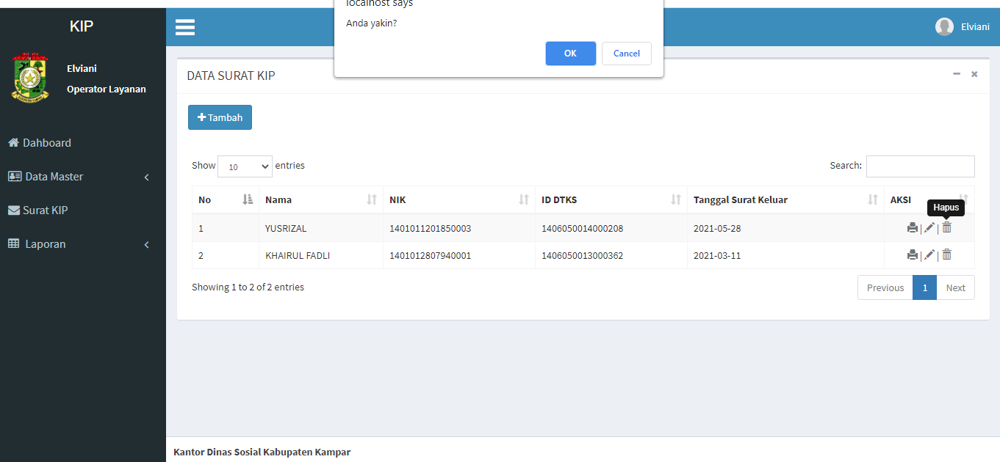 localhost says
Anda yakin?
OK Cancel
KIP
Elviani
Elviani
Operator Layanan
Dahboard
Data Master
Surat KIP
Laporan
DATA SURAT KIP
Tambah
Show 10 entries
Search:
No Nama NIK ID DTKS Tanggal Surat Keluar AKSI
Hapus
1 YUSRIZAL 1401011201850003 1406050014000208 2021-05-28
2 KHAIRUL FADLI 1401012807940001 1406050013000362 2021-03-11
Showing 1 to 2 of 2 entries
Previous 1 Next
Kantor Dinas Sosial Kabupaten Kampar